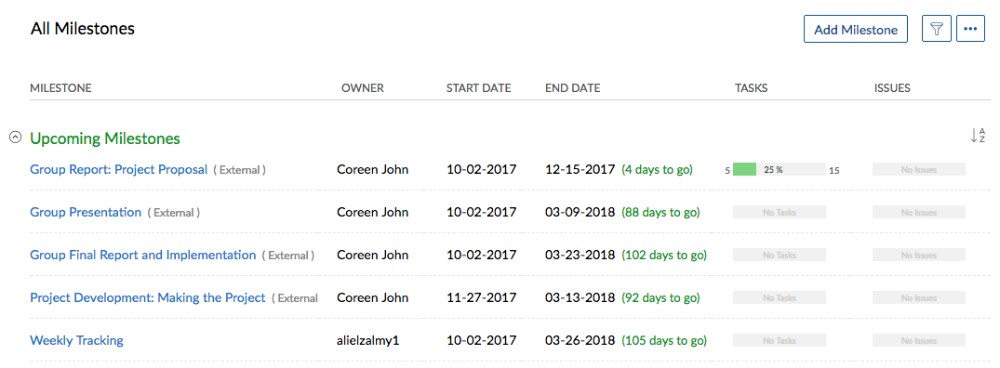 All Milestones
Add Milestone
MILESTONE OWNER START DATE END DATE TASKS ISSUES
Upcoming Milestones
Group Report: Project Proposal ( External ) Coreen John 10-02-2017 12-15-2017 (4 days to go) 5 25 % 15 No Issues
Group Presentation ( External ) Coreen John 10-02-2017 03-09-2018 (88 days to go) No Tasks No Issues
Group Final Report and Implementation ( External ) Coreen John 10-02-2017 03-23-2018 (102 days to go) No Tasks No Issues
Project Development: Making the Project ( External Coreen John 11-27-2017 03-13-2018 (92 days to go) No Tasks No Issues
Weekly Tracking alielzalmy1 10-02-2017 03-26-2018 (105 days to go) No Tasks No Issues